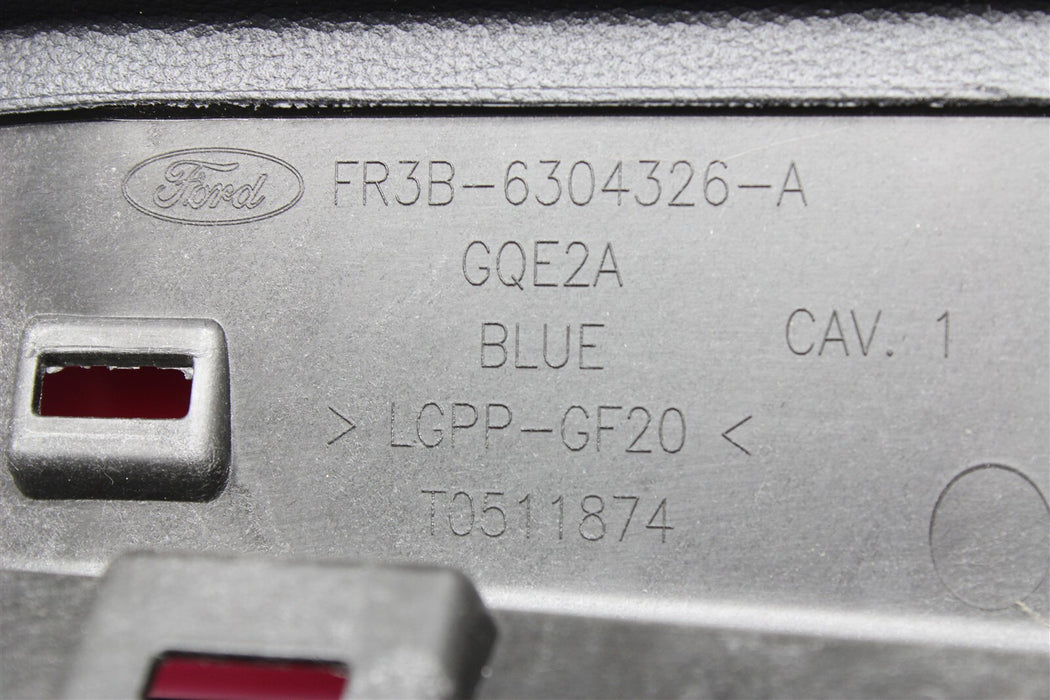 Ford FR3B-6304326-A
GQE2A
BLUE CAV. 1
> LGPP-GF20 <
T0511874